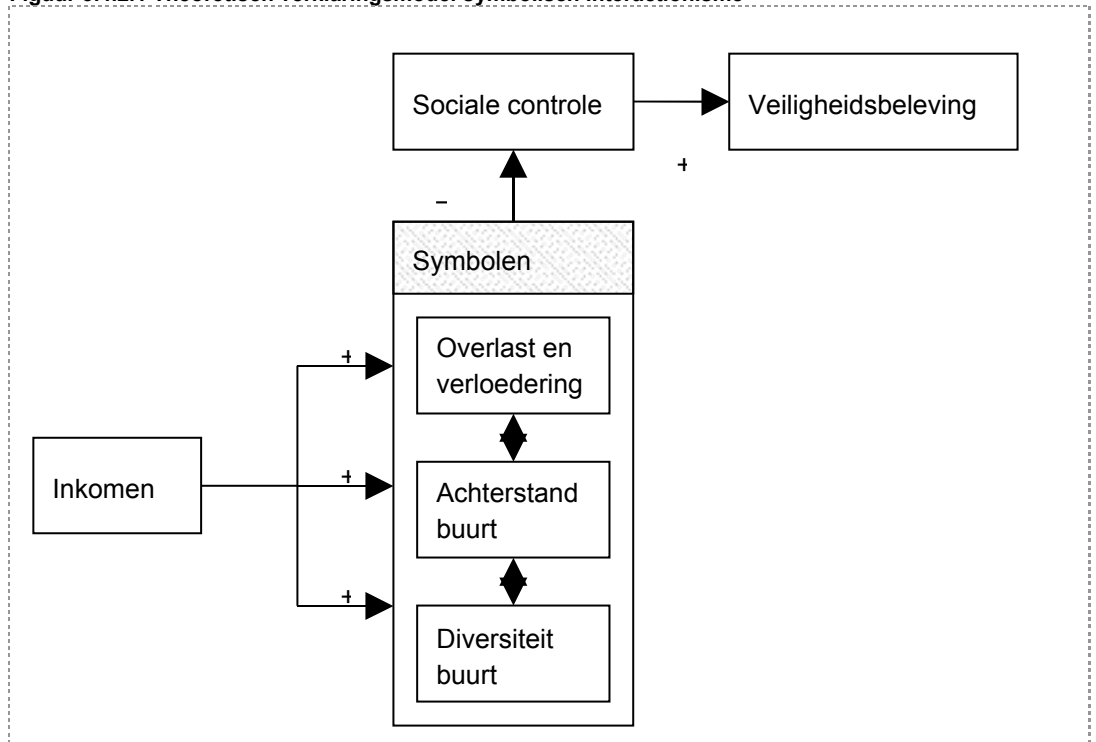 Sociale controle
Veiligheidsbeleving
+
−
Symbolen
+
Overlast en
verloedering
Inkomen
+
Achterstand
buurt
+
Diversiteit
buurt